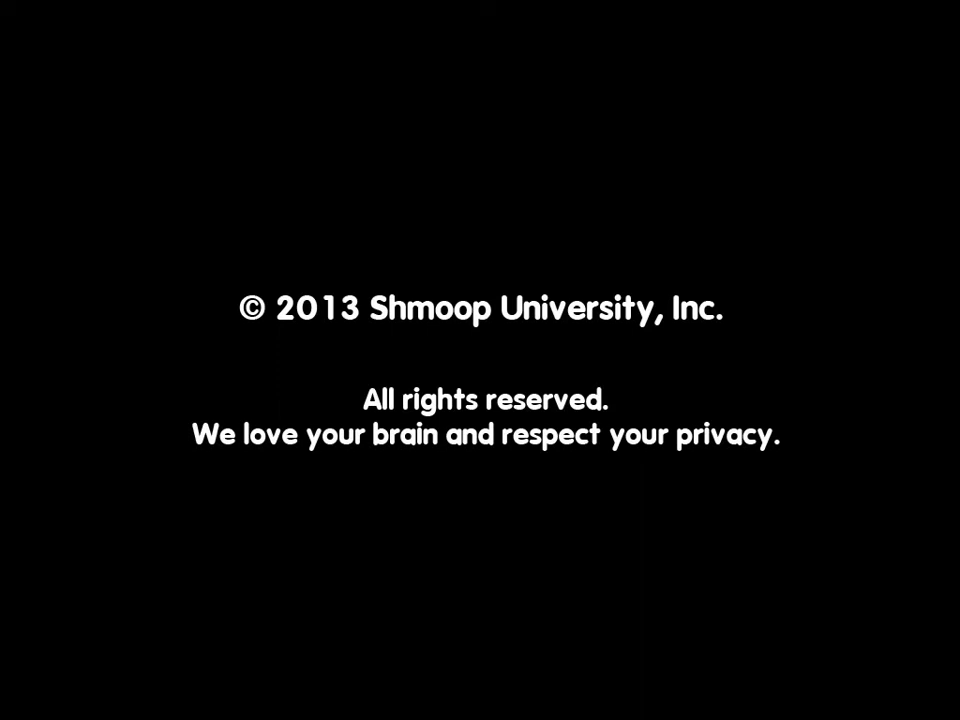 © 2013 Shmoop University, Inc.
All rights reserved.
We love your brain and respect your privacy.